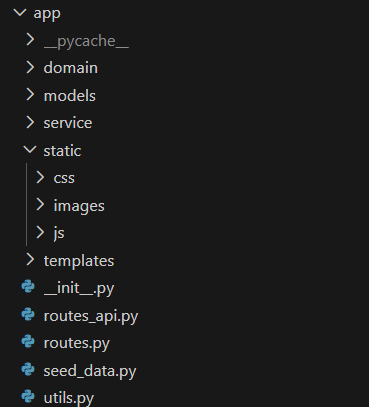 app
__pycache__
domain
models
service
static
css
images
js
templates
__init__.py
routes_api.py
routes.py
seed_data.py
utils.py